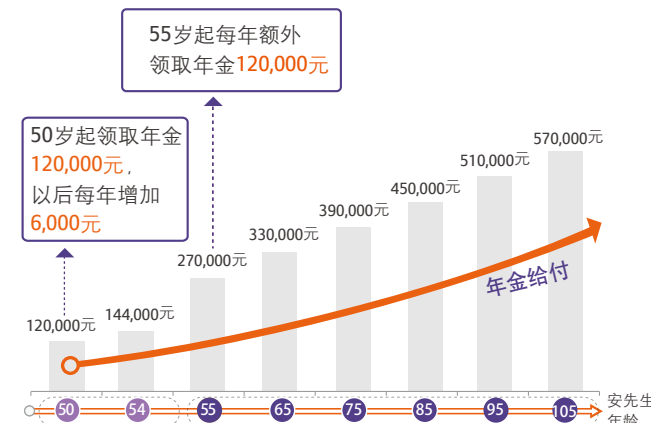 55岁起每年额外
领取年金120,000元
50岁起领取年金
120,000元，
以后每年增加
6,000元
120,000元
144,000元
270,000元
330,000元
390,000元
450,000元
510,000元
570,000元
年金给付
50
54
55
65
75
85
95
105
安先生
年龄